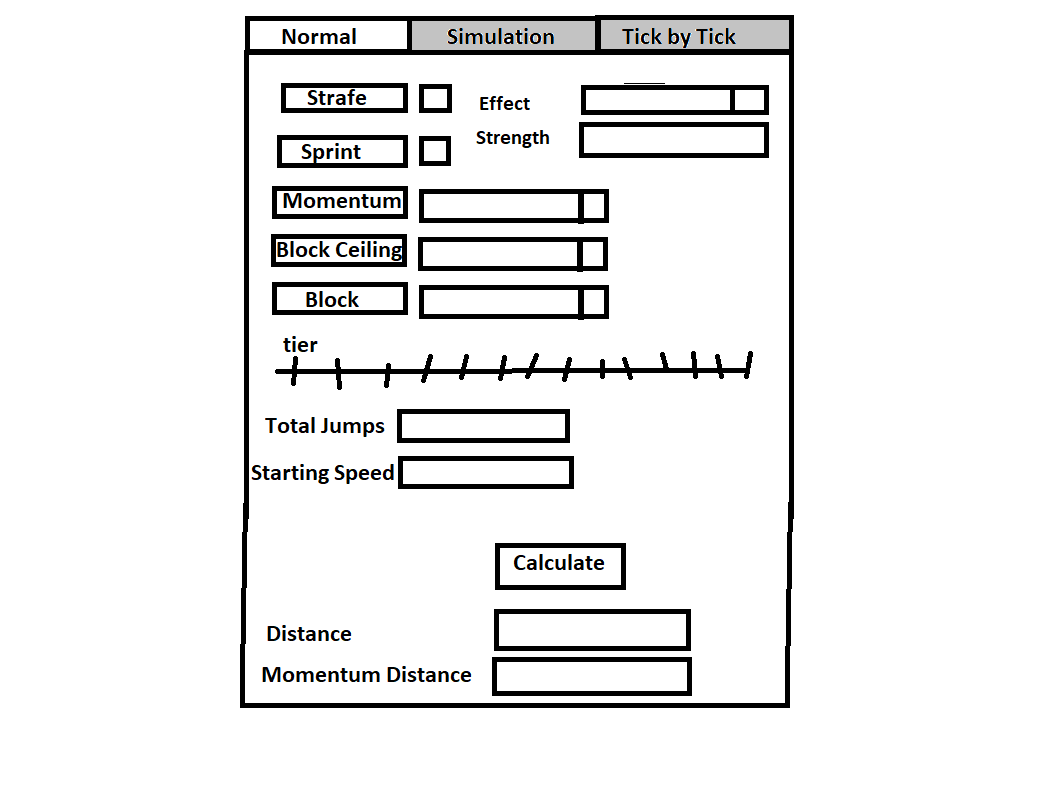 Normal
Simulation
Tick by Tick
Strafe
Effect
Strength
Sprint
Momentum
Block Ceiling
Block
tier
Total Jumps
Starting Speed
Calculate
Distance
Momentum Distance